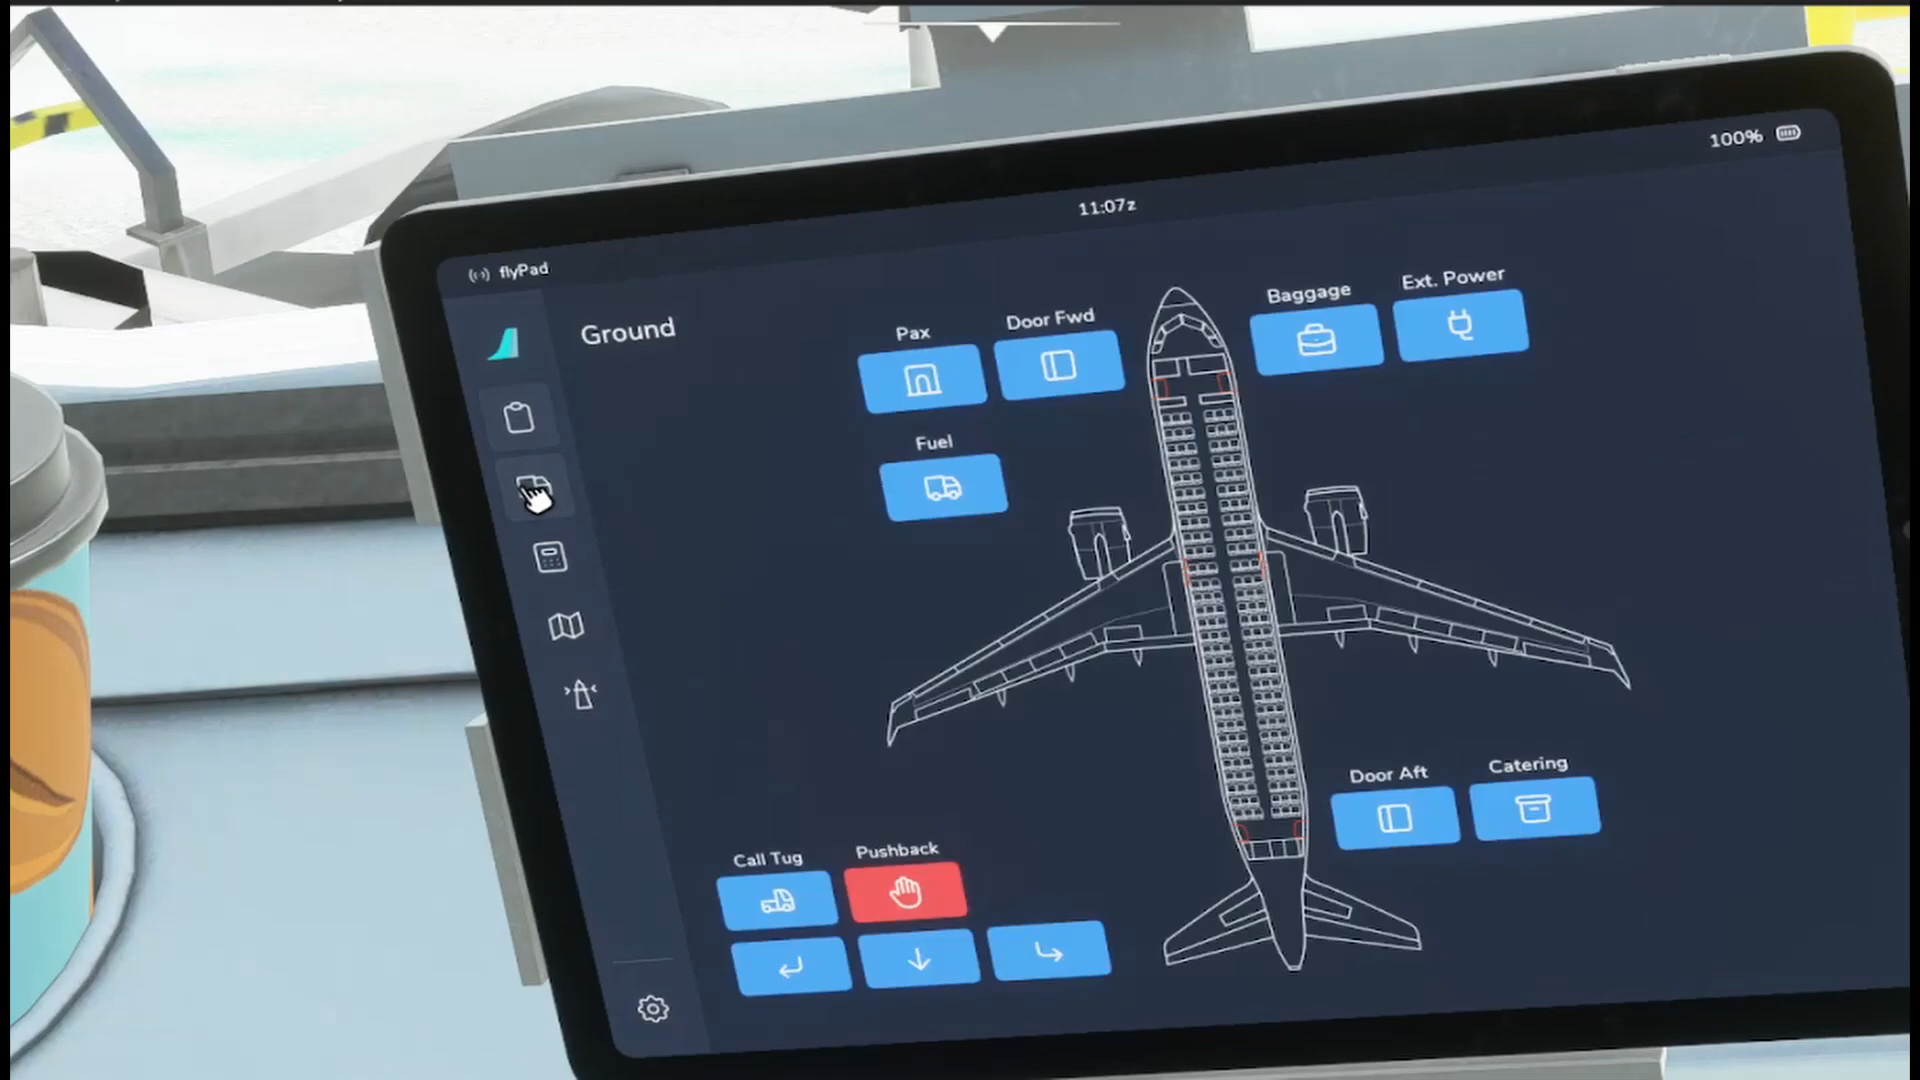 100%
11:07z
flyPad
Ground
Pax
Door Fwd
Baggage
Ext. Power
Fuel
Door Aft
Catering
Call Tug
Pushback